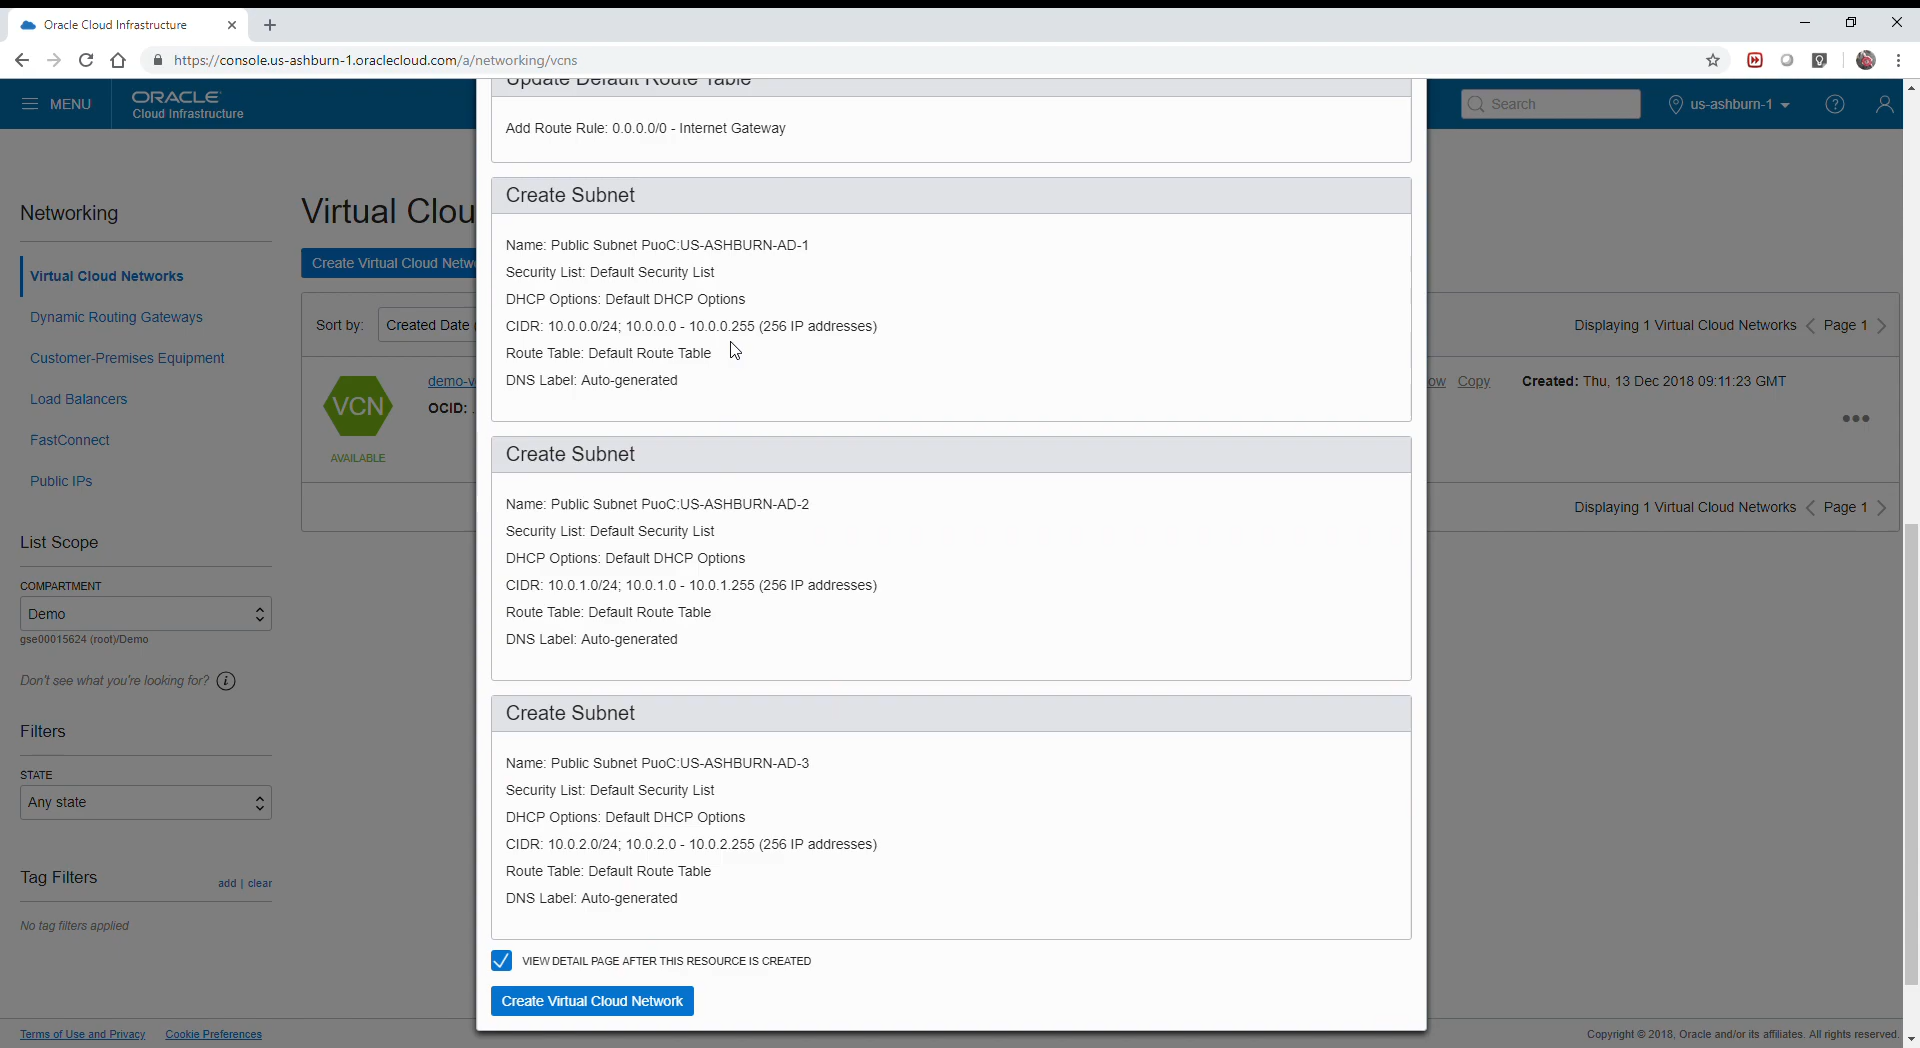 Oracle Cloud Infrastructure
https://console.us-ashburn-1.oraclecloud.com/a/networking/vcns
MENU
ORACLE
Cloud Infrastructure
Search
us-ashburn-1
Networking
Virtual Cloud Networks
Dynamic Routing Gateways
Customer-Premises Equipment
Load Balancers
FastConnect
Public IPs
List Scope
COMPARTMENT
Demo
gse00015624 (root)/Demo
Don't see what you're looking for?
Filters
STATE
Any state
Tag Filters
add | clear
No tag filters applied
Virtual Clou
Create Virtual Cloud Netw
Sort by: Created Date
VCN
AVAILABLE
demo-v
OCID:
Update Default Route Table
Add Route Rule: 0.0.0.0/0 - Internet Gateway
Create Subnet
Name: Public Subnet PuoC:US-ASHBURN-AD-1
Security List: Default Security List
DHCP Options: Default DHCP Options
CIDR: 10.0.0.0/24; 10.0.0.0 - 10.0.0.255 (256 IP addresses)
Route Table: Default Route Table
DNS Label: Auto-generated
Create Subnet
Name: Public Subnet PuoC:US-ASHBURN-AD-2
Security List: Default Security List
DHCP Options: Default DHCP Options
CIDR: 10.0.1.0/24; 10.0.1.0 - 10.0.1.255 (256 IP addresses)
Route Table: Default Route Table
DNS Label: Auto-generated
Create Subnet
Name: Public Subnet PuoC:US-ASHBURN-AD-3
Security List: Default Security List
DHCP Options: Default DHCP Options
CIDR: 10.0.2.0/24; 10.0.2.0 - 10.0.2.255 (256 IP addresses)
Route Table: Default Route Table
DNS Label: Auto-generated
VIEW DETAIL PAGE AFTER THIS RESOURCE IS CREATED
Create Virtual Cloud Network
Displaying 1 Virtual Cloud Networks Page 1
ow Copy Created: Thu, 13 Dec 2018 09:11:23 GMT
Displaying 1 Virtual Cloud Networks Page 1
Terms of Use and Privacy Cookie Preferences
Copyright © 2018, Oracle and/or its affiliates. All rights reserved.